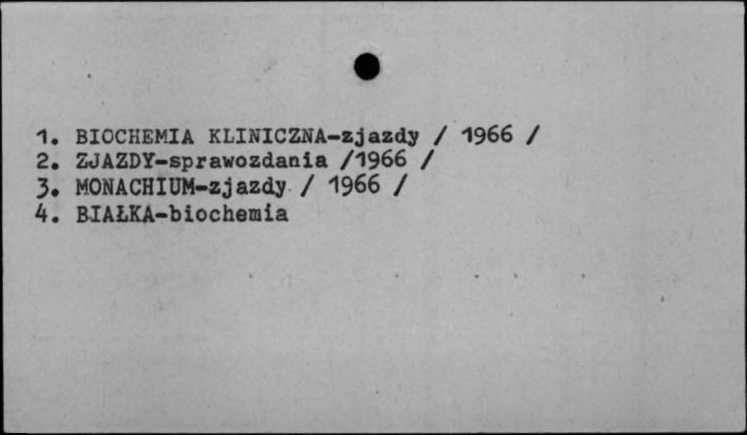 1. BIOCHEMIA KLINICZNA-zjazdy / 1966 /
2. ZJAZDY-sprawozdania /1966 /
3. MONACHIUM-zjazdy / 1966 /
4. BIAŁKA-biochemia